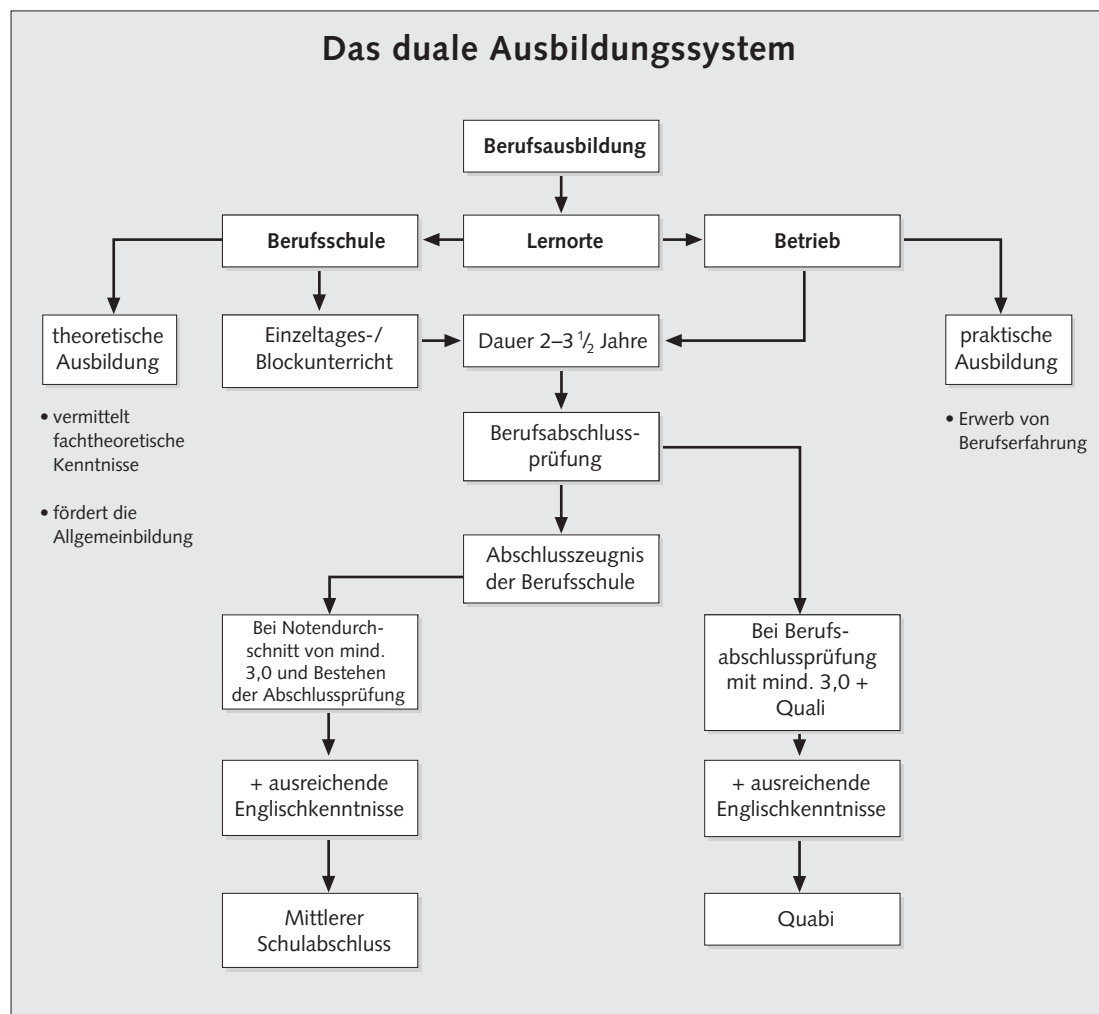 Das duale Ausbildungssystem
Berufsausbildung
Berufsschule
Lernorte
Betrieb
theoretische
Ausbildung
Einzeltages-/
Blockunterricht
Dauer 2–3 1/2 Jahre
praktische
Ausbildung
• vermittelt
fachtheoretische
Kenntnisse
• fördert die
Allgemeinbildung
• Erwerb von
Berufserfahrung
Berufsabschluss-
prüfung
Abschlusszeugnis
der Berufsschule
Bei Notendurch-
schnitt von mind.
3,0 und Bestehen
der Abschlussprüfung
Bei Berufs-
abschlussprüfung
mit mind. 3,0 +
Quali
+ ausreichende
Englischkenntnisse
+ ausreichende
Englischkenntnisse
Mittlerer
Schulabschluss
Quabi